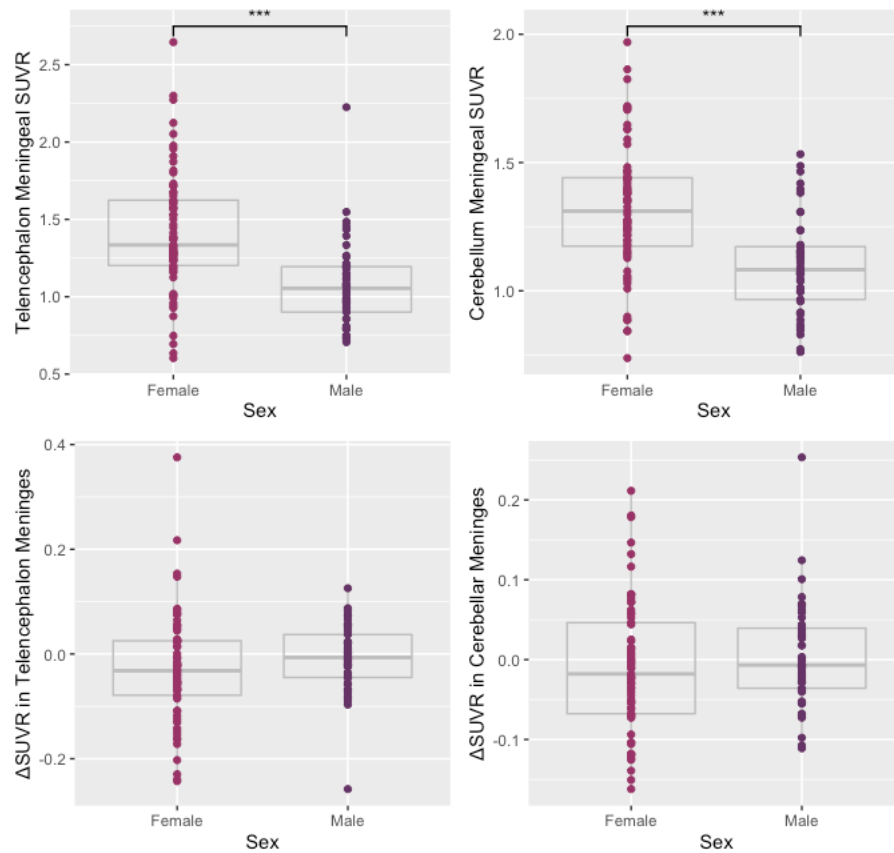 ***
Telencephalon Meningeal SUVR
2.5
2.0
1.5
1.0
0.5
Female
Male
Sex
***
Cerebellum Meningeal SUVR
2.0
1.5
1.0
Female
Male
Sex
ΔSUVR in Telencephalon Meninges
0.4
0.2
0.0
-0.2
Female
Male
Sex
ΔSUVR in Cerebellar Meninges
0.2
0.1
0.0
-0.1
Female
Male
Sex